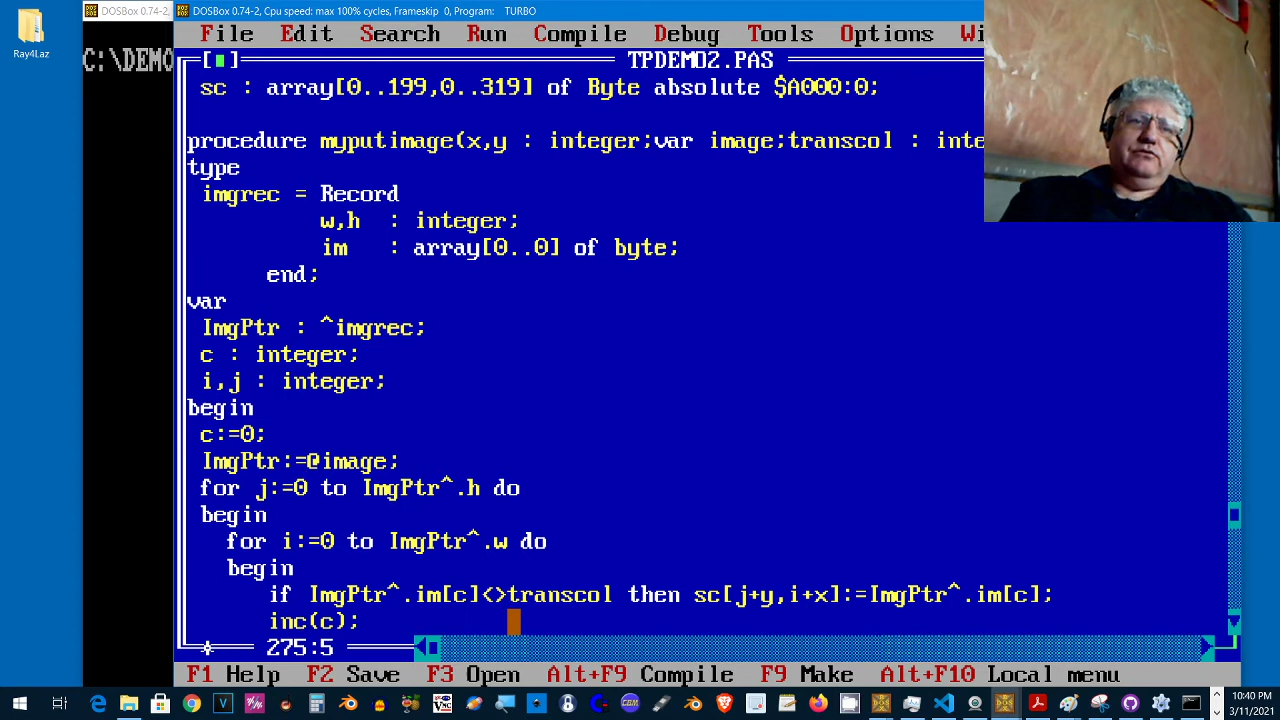 DOSBox 0.74-2,
DOSBox 0.74-2, Cpu speed: max 100% cycles, Frameskip 0, Program: TURBO
Ray4Laz
C:\DEMO
File Edit Search Run Compile Debug Tools Options Wi
TPDEMO2.PAS
sc : array[0..199,0..319] of Byte absolute $A000:0;
procedure myputimage(x,y : integer;var image;transcol : inte
type
imgrec = Record
w,h : integer;
im : array[0..0] of byte;
end;
var
ImgPtr : ^imgrec;
c : integer;
i,j : integer;
begin
c:=0;
ImgPtr:=@image;
for j:=0 to ImgPtr^.h do
begin
for i:=0 to ImgPtr^.w do
begin
if ImgPtr^.im[c]<>transcol then sc[j+y,i+x]:=ImgPtr^.im[c];
inc(c);
275:5
F1 Help F2 Save F3 Open Alt+F9 Compile F9 Make Alt+F10 Local menu
10:40 PM
3/11/2021